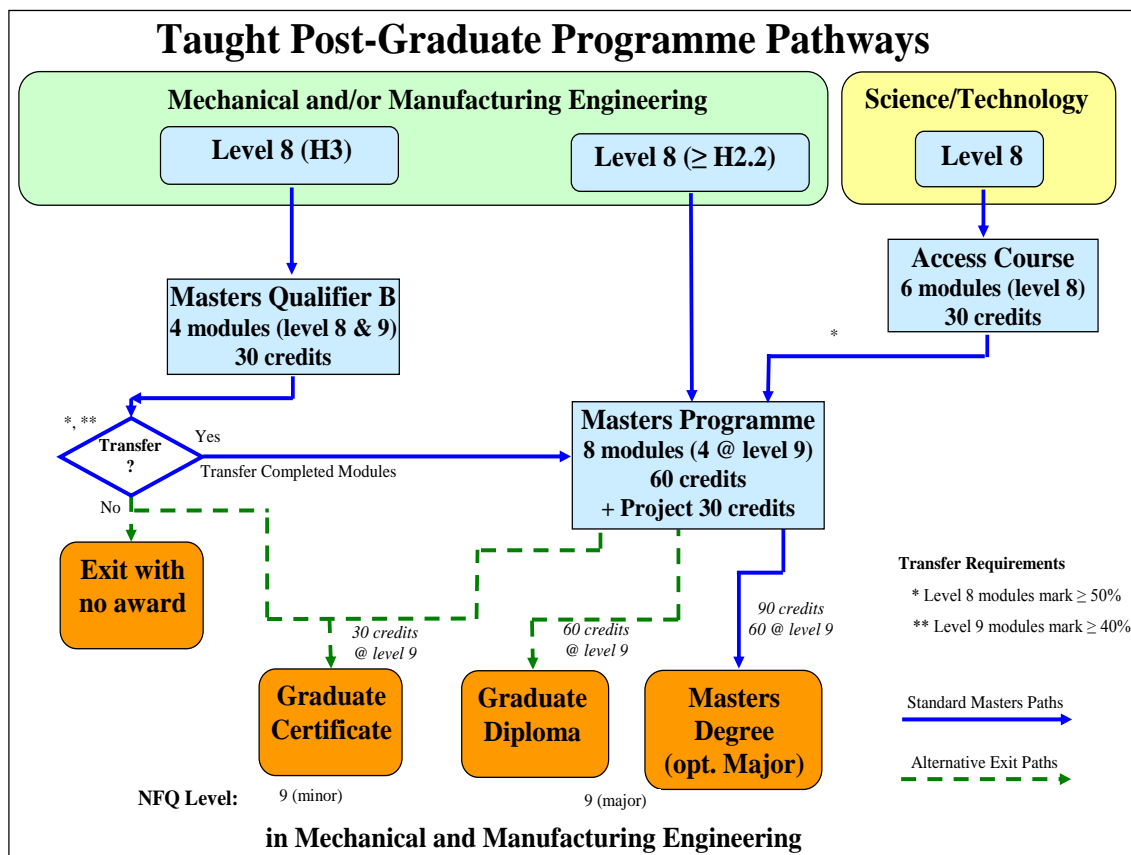 Taught Post-Graduate Programme Pathways
Mechanical and/or Manufacturing Engineering
Science/Technology
Level 8 (H3)
Level 8 (≥ H2.2)
Level 8
Access Course
6 modules (level 8)
30 credits
Masters Qualifier B
4 modules (level 8 & 9)
30 credits
*
*, **
Transfer
?
Yes
Transfer Completed Modules
No
Masters Programme
8 modules (4 @ level 9)
60 credits
+ Project 30 credits
Exit with
no award
30 credits
@ level 9
60 credits
@ level 9
90 credits
60 @ level 9
Transfer Requirements
* Level 8 modules mark ≥ 50%
** Level 9 modules mark ≥ 40%
Graduate
Certificate
Graduate
Diploma
Masters
Degree
(opt. Major)
Standard Masters Paths
Alternative Exit Paths
NFQ Level:
9 (minor)
9 (major)
in Mechanical and Manufacturing Engineering